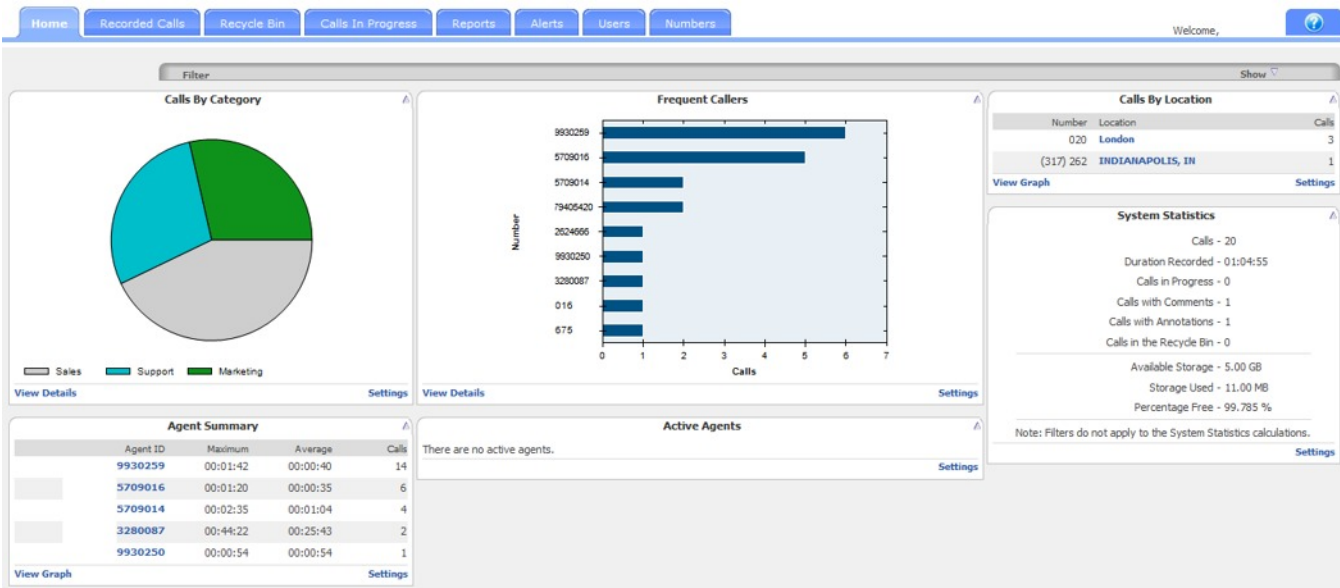 Home Recorded Calls Recycle Bin Calls In Progress Reports Alerts Users Numbers
Welcome,
Filter Show
Calls By Category
Sales Support Marketing
View Details Settings
Frequent Callers
Number
9930259
5709016
5709014
79405420
2524666
9930250
3280087
016
675
0 1 2 3 4 5 6 7
Calls
View Details Settings
Calls By Location
Number Location Calls
020 London 3
(317) 262 INDIANAPOLIS, IN 1
View Graph Settings
System Statistics
Calls - 20
Duration Recorded - 01:04:55
Calls in Progress - 0
Calls with Comments - 1
Calls with Annotations - 1
Calls in the Recycle Bin - 0
Available Storage - 5.00 GB
Storage Used - 11.00 MB
Percentage Free - 99.785 %
Note: Filters do not apply to the System Statistics calculations.
Settings
Agent Summary
Agent ID Maximum Average Calls
9930259 00:01:42 00:00:40 14
5709016 00:01:20 00:00:35 6
5709014 00:02:35 00:01:04 4
3280087 00:44:22 00:25:43 2
9930250 00:00:54 00:00:54 1
View Graph Settings
Active Agents
There are no active agents.
Settings